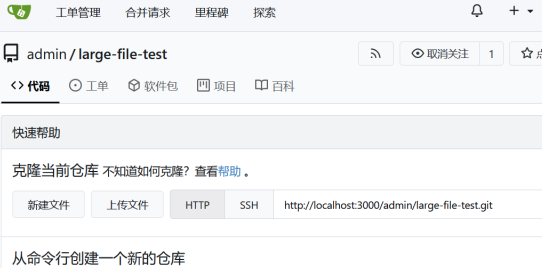 工单管理 合并请求 里程碑 探索
admin / large-file-test
取消关注 1
代码 工单 软件包 项目 百科
快速帮助
克隆当前仓库 不知道如何克隆？查看帮助 。
新建文件 上传文件 HTTP SSH http://localhost:3000/admin/large-file-test.git
从命令行创建一个新的仓库